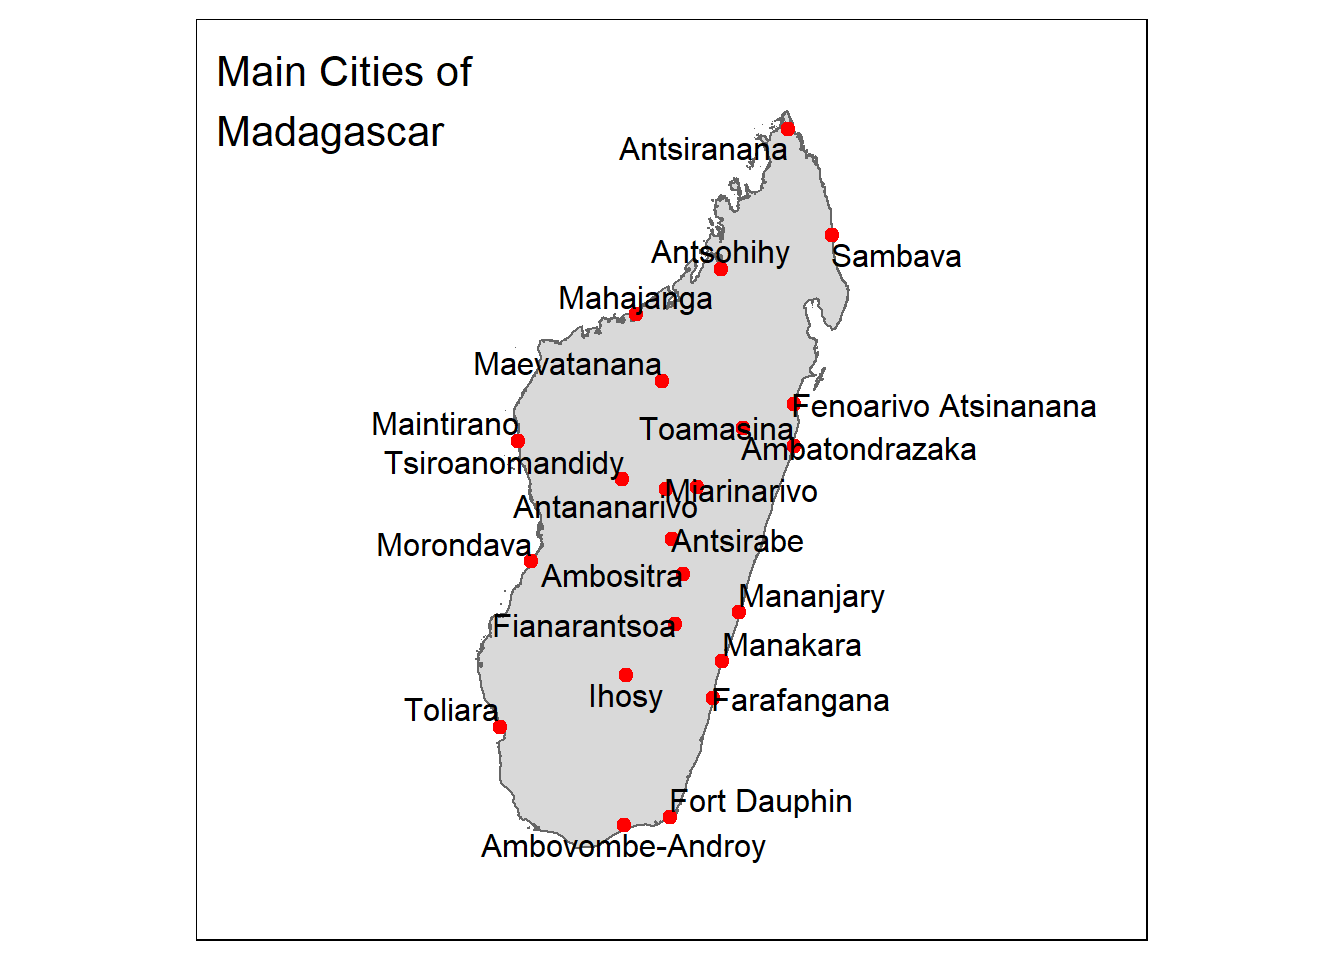 Main Cities of
Madagascar
Antsiranana
Antsohihy
Sambava
Mahajanga
Maevatanana
Fenoarivo Atsinanana
Maintirano
Toamasina
Ambatondrazaka
Tsiroanomandidy
Miarinarivo
Antananarivo
Antsirabe
Morondava
Ambositra
Mananjary
Fianarantsoa
Manakara
Ihosy
Farafangana
Toliara
Fort Dauphin
Ambovombe-Androy